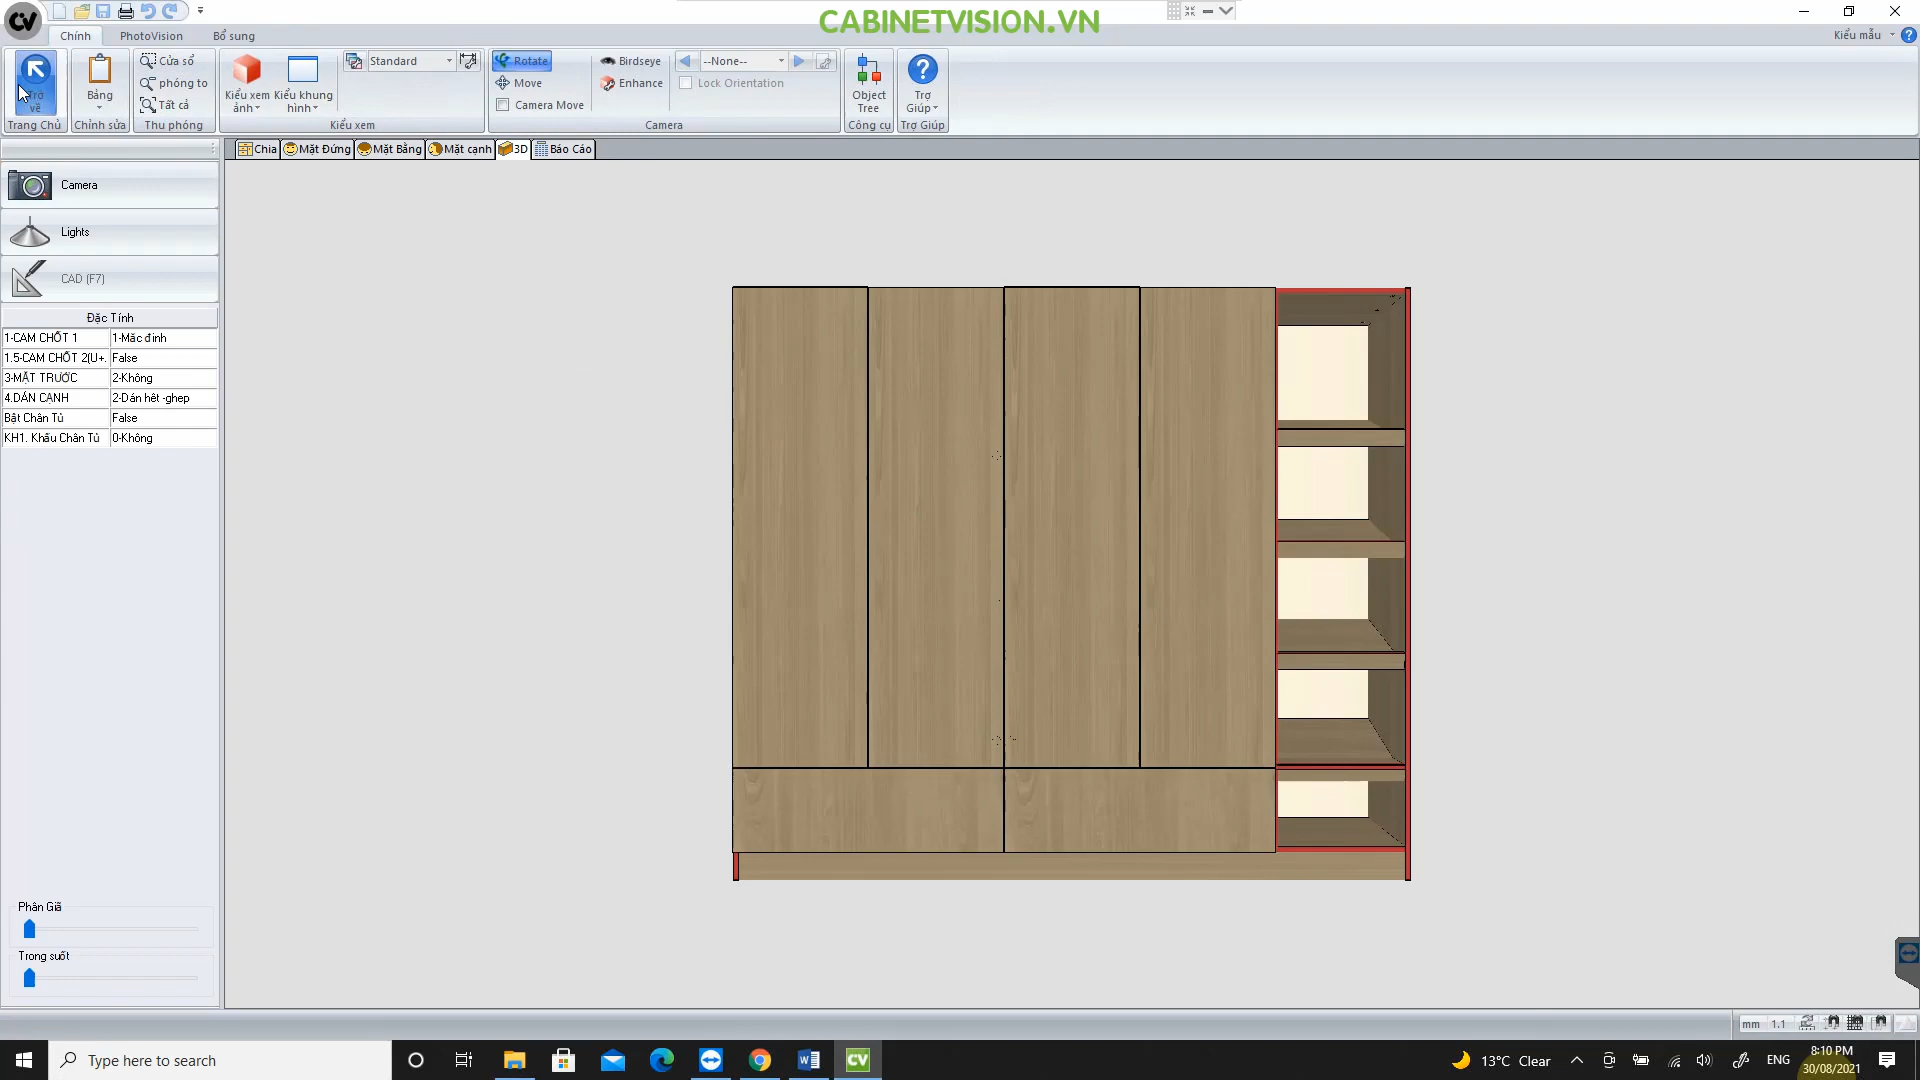 CV
CABINETVISION.VN
Chính PhotoVision Bổ sung Kiểu mẫu
Trở về
Trang Chủ
Bảng
Chỉnh sửa
Cửa sổ
phóng to
Tất cả
Thu phóng
Kiểu xem ảnh
Kiểu khung hình
Standard
Kiểu xem
Rotate
Move
Camera Move
Birdseye
Enhance
--None--
Lock Orientation
Camera
Object Tree
Công cụ
Trợ Giúp
Trợ Giúp
Chia Mặt Đứng Mặt Bằng Mặt cạnh 3D Báo Cáo
Camera
Lights
CAD (F7)
Đặc Tính
1-CAM CHỐT 1 1-Mặc đinh
1.5-CAM CHỐT 2(U+. False
3-MẶT TRƯỚC 2-Không
4.DÁN CẠNH 2-Dán hết -ghep
Bật Chân Tủ False
KH1. Khấu Chân Tủ 0-Không
Phân Giã
Trong suốt
mm 1.1
Type here to search
CV
13°C Clear
ENG
8:10 PM
30/08/2021